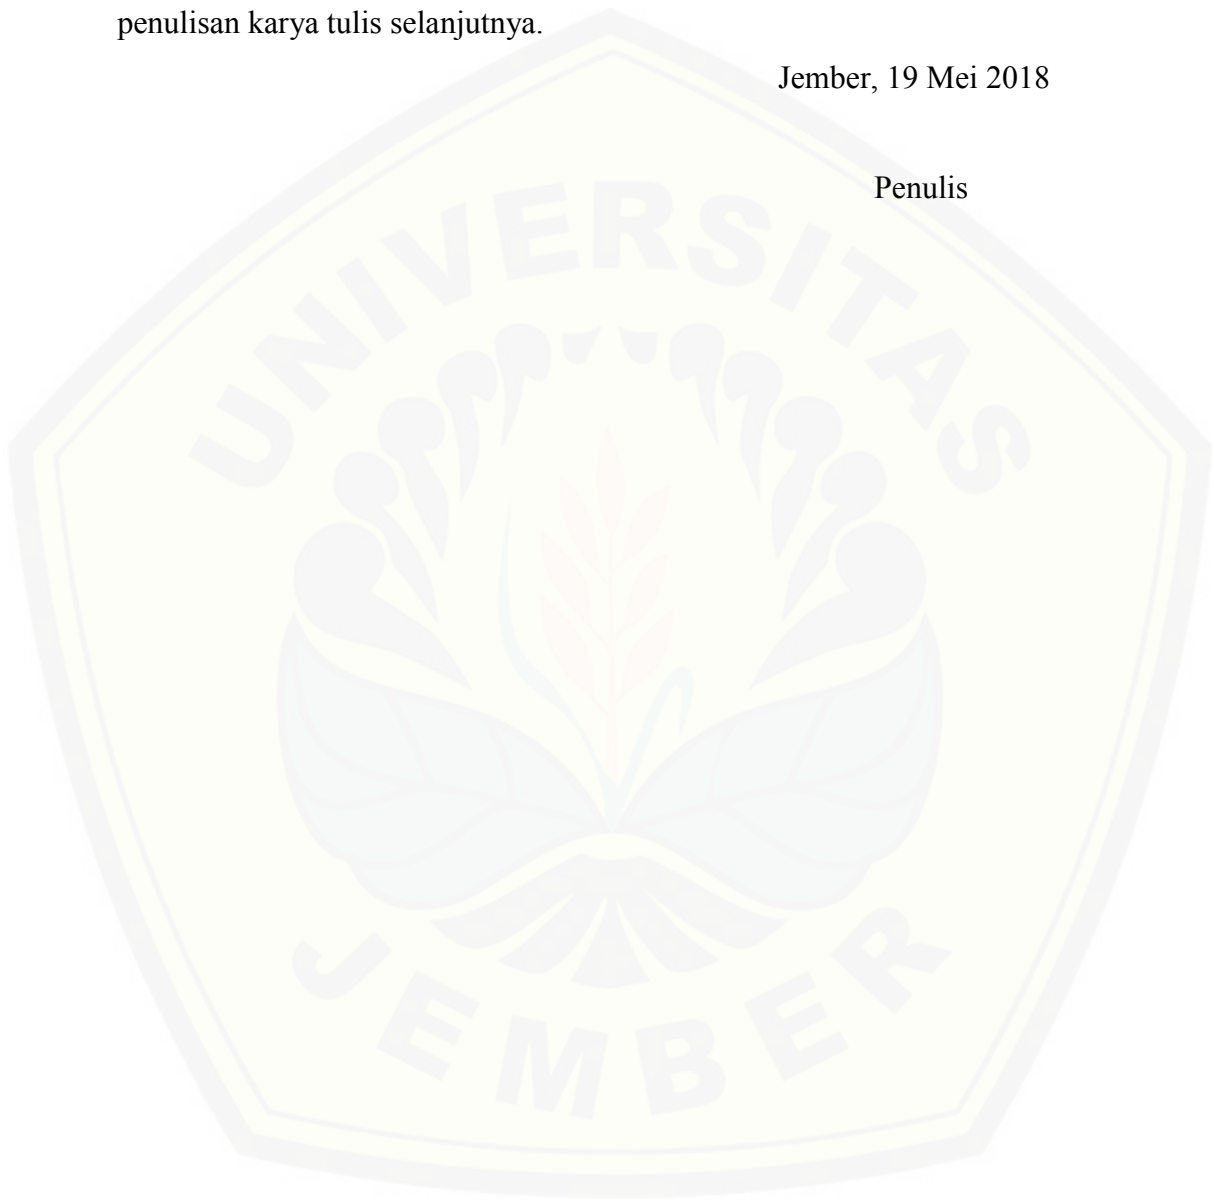 penulisan karya tulis selanjutnya.
Jember, 19 Mei 2018
Penulis
UNIVERSITAS
JEMBER